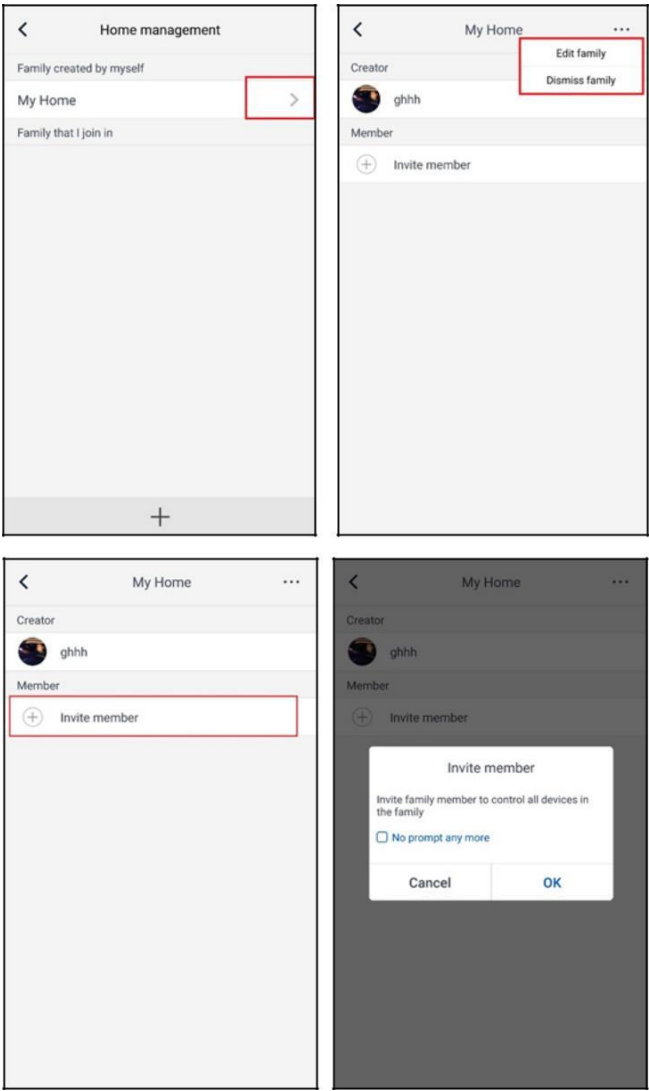 Home management
Family created by myself
My Home
Family that I join in
My Home
Edit family
Dismiss family
Creator
ghhh
Member
Invite member
My Home
Creator
ghhh
Member
Invite member
My Home
Creator
ghhh
Member
Invite member
Invite member
Invite family member to control all devices in
the family
No prompt any more
Cancel
OK